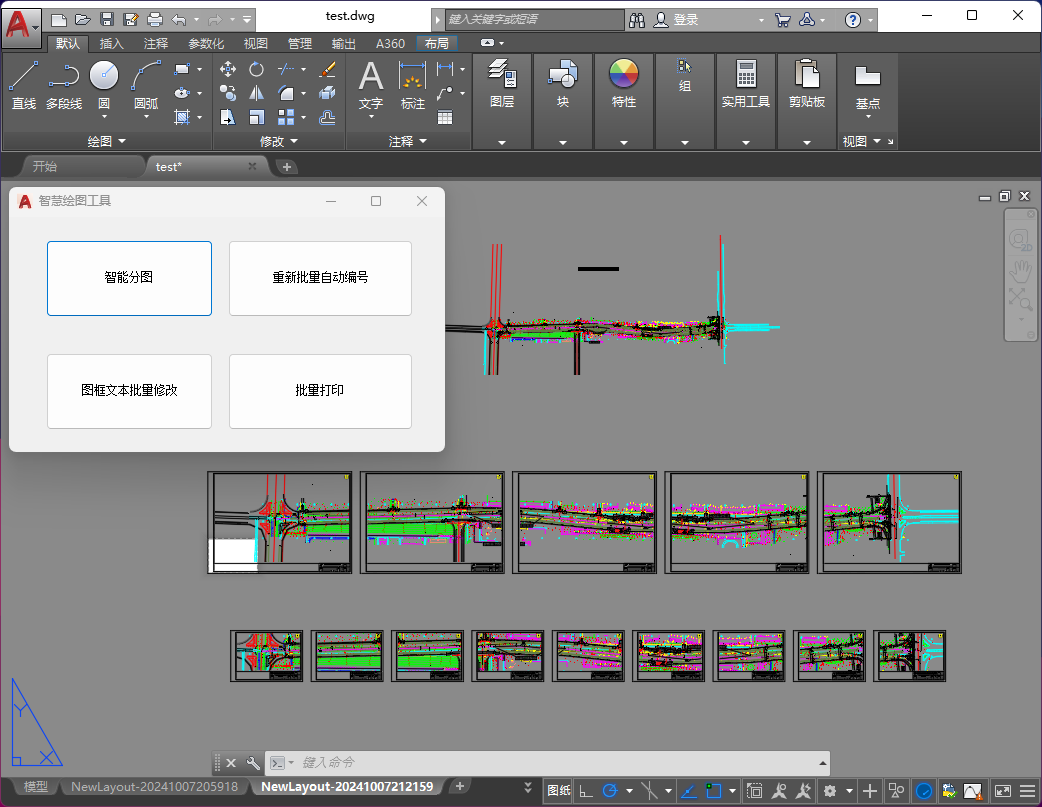 test.dwg
键入关键字或短语
登录
默认 插入 注释 参数化 视图 管理 输出 A360 布局
直线 多段线 圆 圆弧
文字 标注
图层 块 特性 组 实用工具 剪贴板 基点
绘图 修改 注释 视图
开始 test*
智慧绘图工具
智能分图 重新批量自动编号
图框文本批量修改 批量打印
Y
X
键入命令
模型 NewLayout-20241007205918 NewLayout-20241007212159
图纸